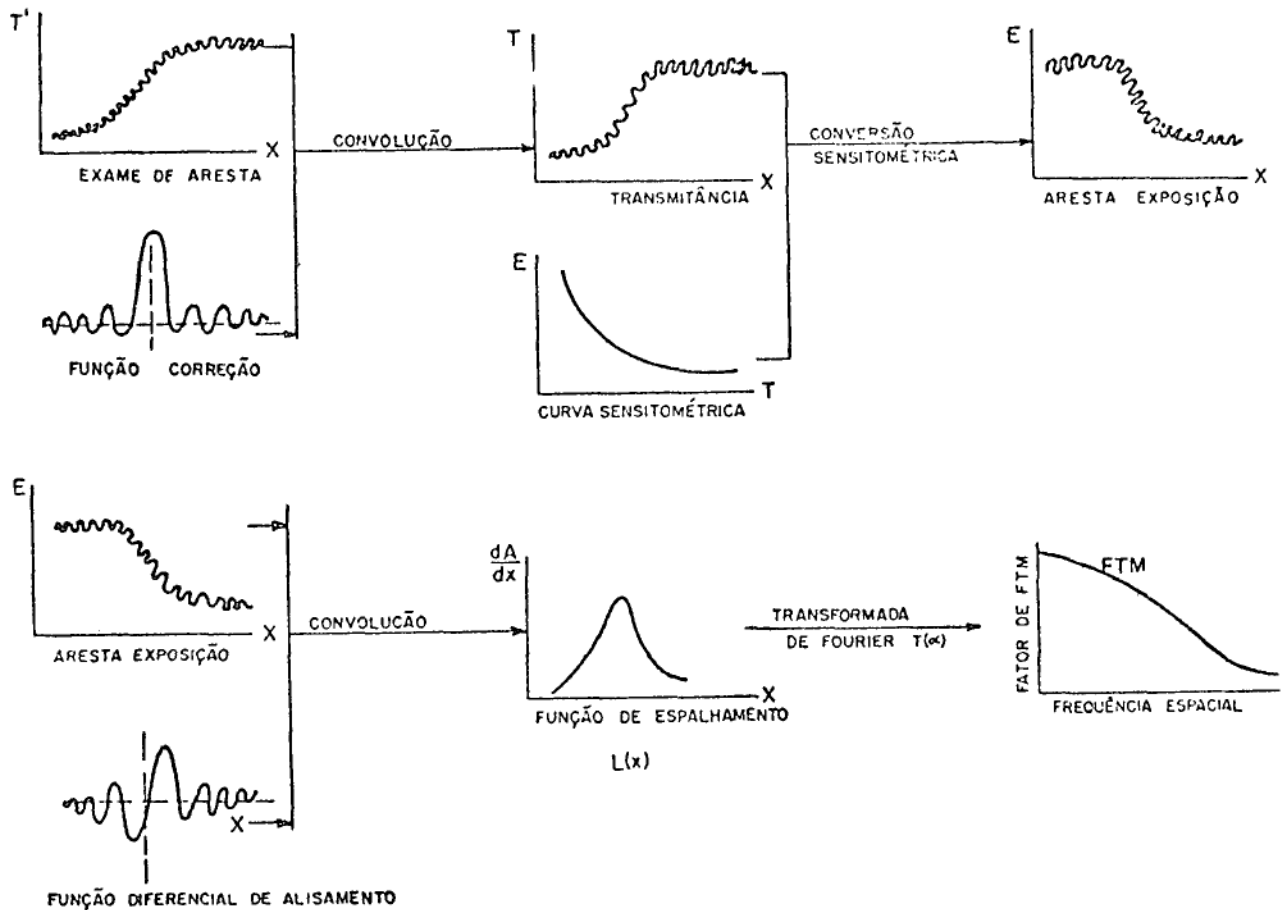 T'
X
EXAME DE ARESTA
CONVOLUÇÃO
T
X
TRANSMITÂNCIA
CONVERSÃO
SENSITOMÉTRICA
E
X
ARESTA EXPOSIÇÃO
FUNÇÃO CORREÇÃO
E
T
CURVA SENSITOMÉTRICA
E
X
ARESTA EXPOSIÇÃO
CONVOLUCÃO
dA
dx
X
FUNÇÃO DE ESPALHAMENTO
L(x)
TRANSFORMADA
DE FOURIER T(α)
FATOR DE FTM
FTM
FREQUÊNCIA ESPACIAL
X
FUNÇÃO DIFERENCIAL DE ALISAMENTO